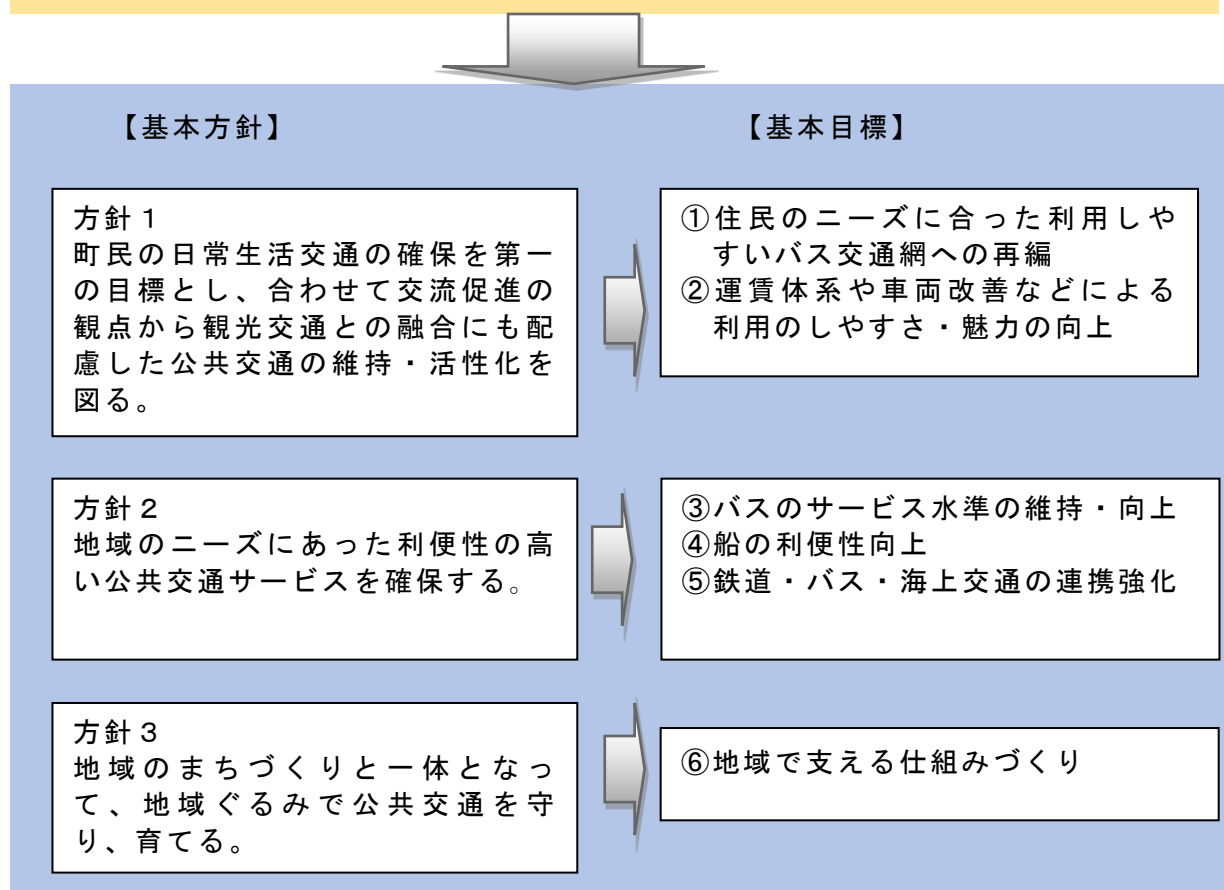 【基本方針】
【基本目標】
方針１
町民の日常生活交通の確保を第一
の目標とし、合わせて交流促進の
観点から観光交通との融合にも配
慮した公共交通の維持・活性化を
図る。
①住民のニーズに合った利用しや
すいバス交通網への再編
②運賃体系や車両改善などによる
利用のしやすさ・魅力の向上
方針２
地域のニーズにあった利便性の高
い公共交通サービスを確保する。
③バスのサービス水準の維持・向上
④船の利便性向上
⑤鉄道・バス・海上交通の連携強化
方針３
地域のまちづくりと一体となっ
て、地域ぐるみで公共交通を守
り、育てる。
⑥地域で支える仕組みづくり